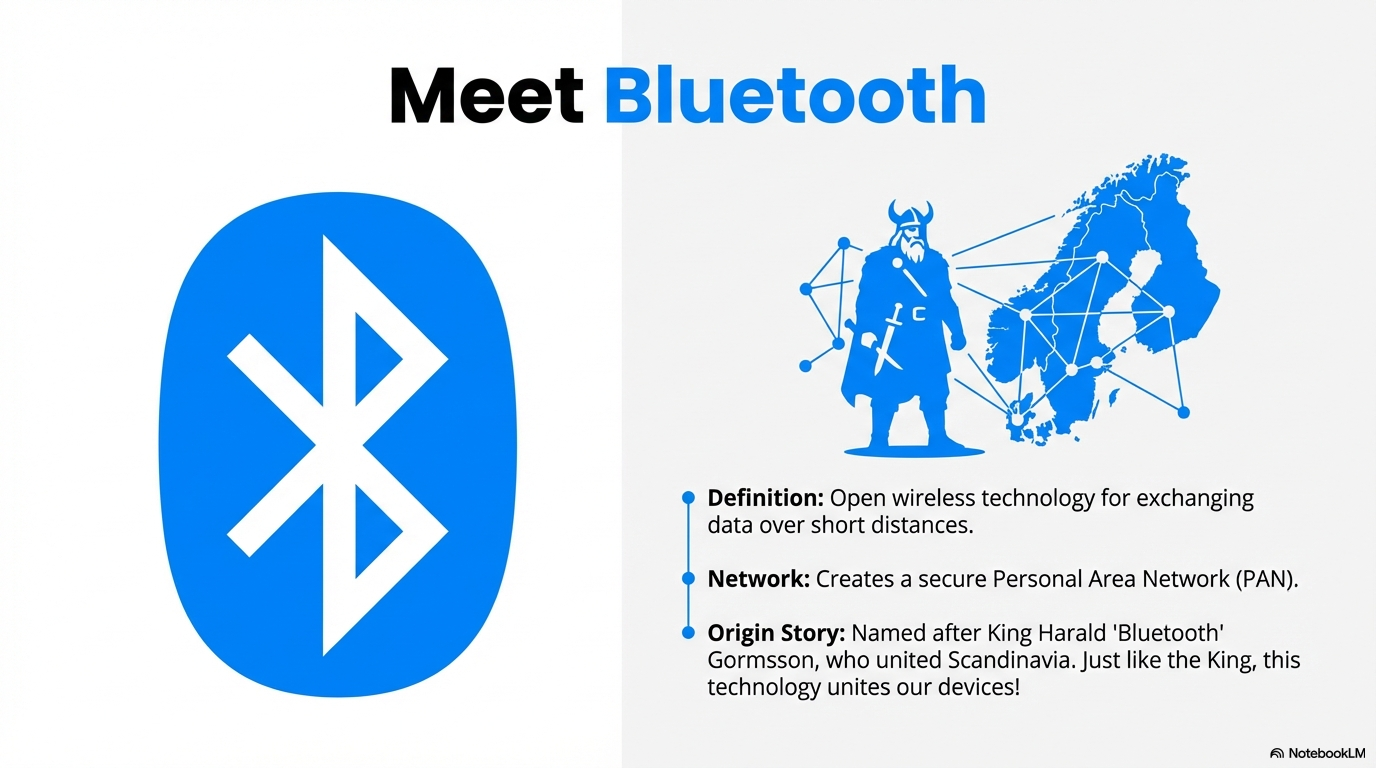 Meet Bluetooth
Definition: Open wireless technology for exchanging
data over short distances.
Network: Creates a secure Personal Area Network (PAN).
Origin Story: Named after King Harald 'Bluetooth'
Gormsson, who united Scandinavia. Just like the King, this
technology unites our devices!
NotebookLM